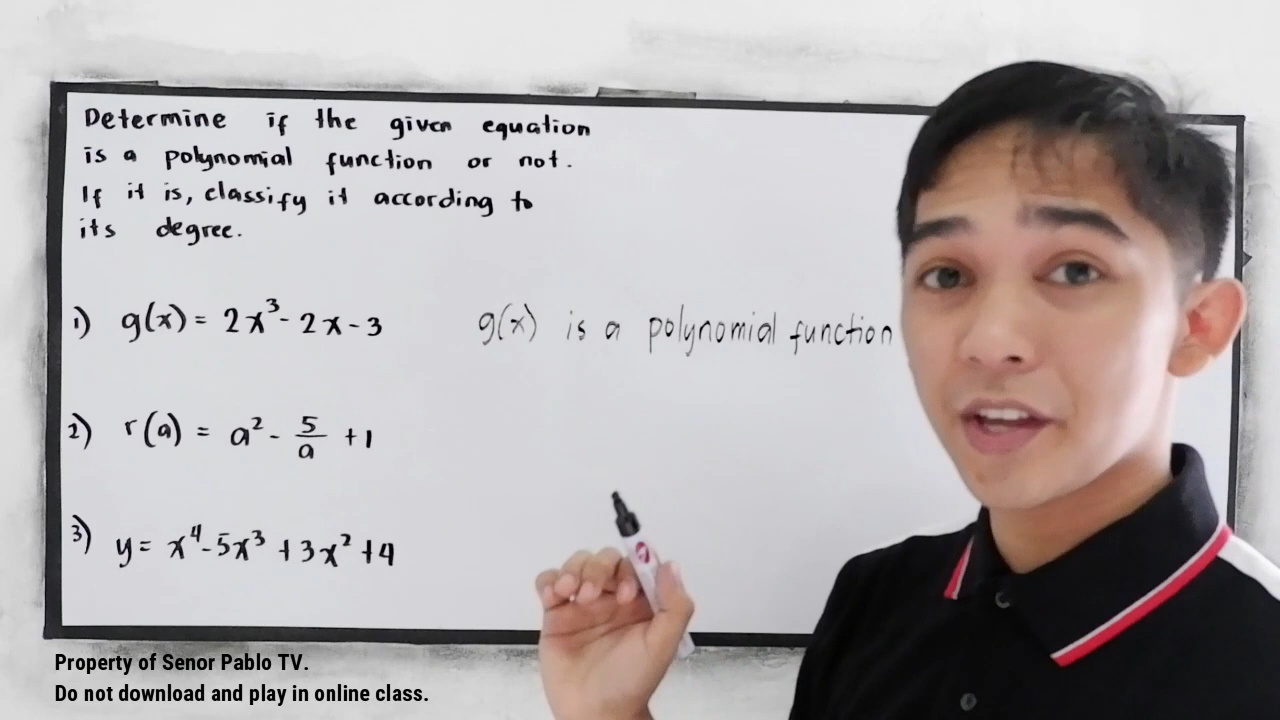 Determine if the given equation
is a polynomial function or not.
If it is, classify it according to
its degree.
1) g(x) = 2x³ - 2x - 3
g(x) is a polynomial function
2) r(a) = a² - 5/a + 1
3) y = x⁴ - 5x³ + 3x² + 4
Property of Senor Pablo TV.
Do not download and play in online class.